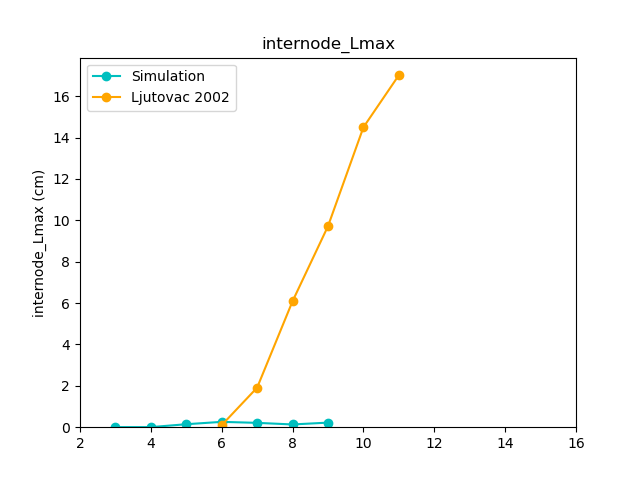 internode_Lmax
Simulation
Ljutovac 2002
internode_Lmax (cm)
16
14
12
10
8
6
4
2
0
2 4 6 8 10 12 14 16